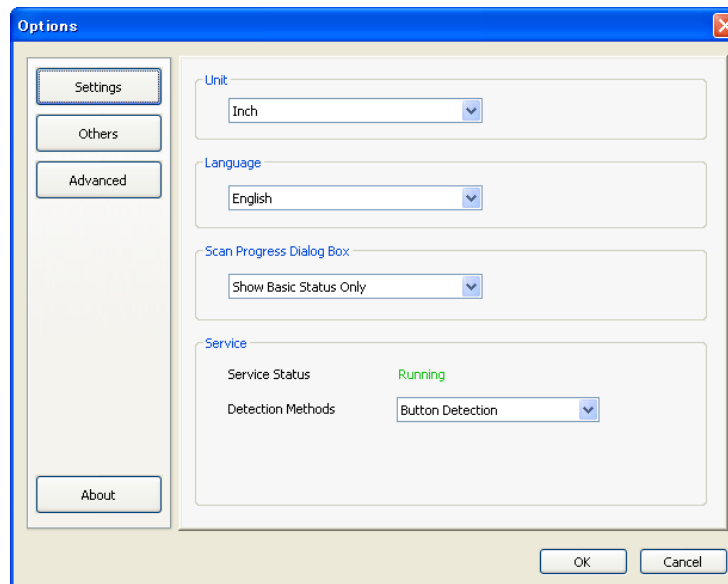 Options
Settings
Others
Advanced
About
Unit
Inch
Language
English
Scan Progress Dialog Box
Show Basic Status Only
Service
Service Status Running
Detection Methods Button Detection
OK Cancel